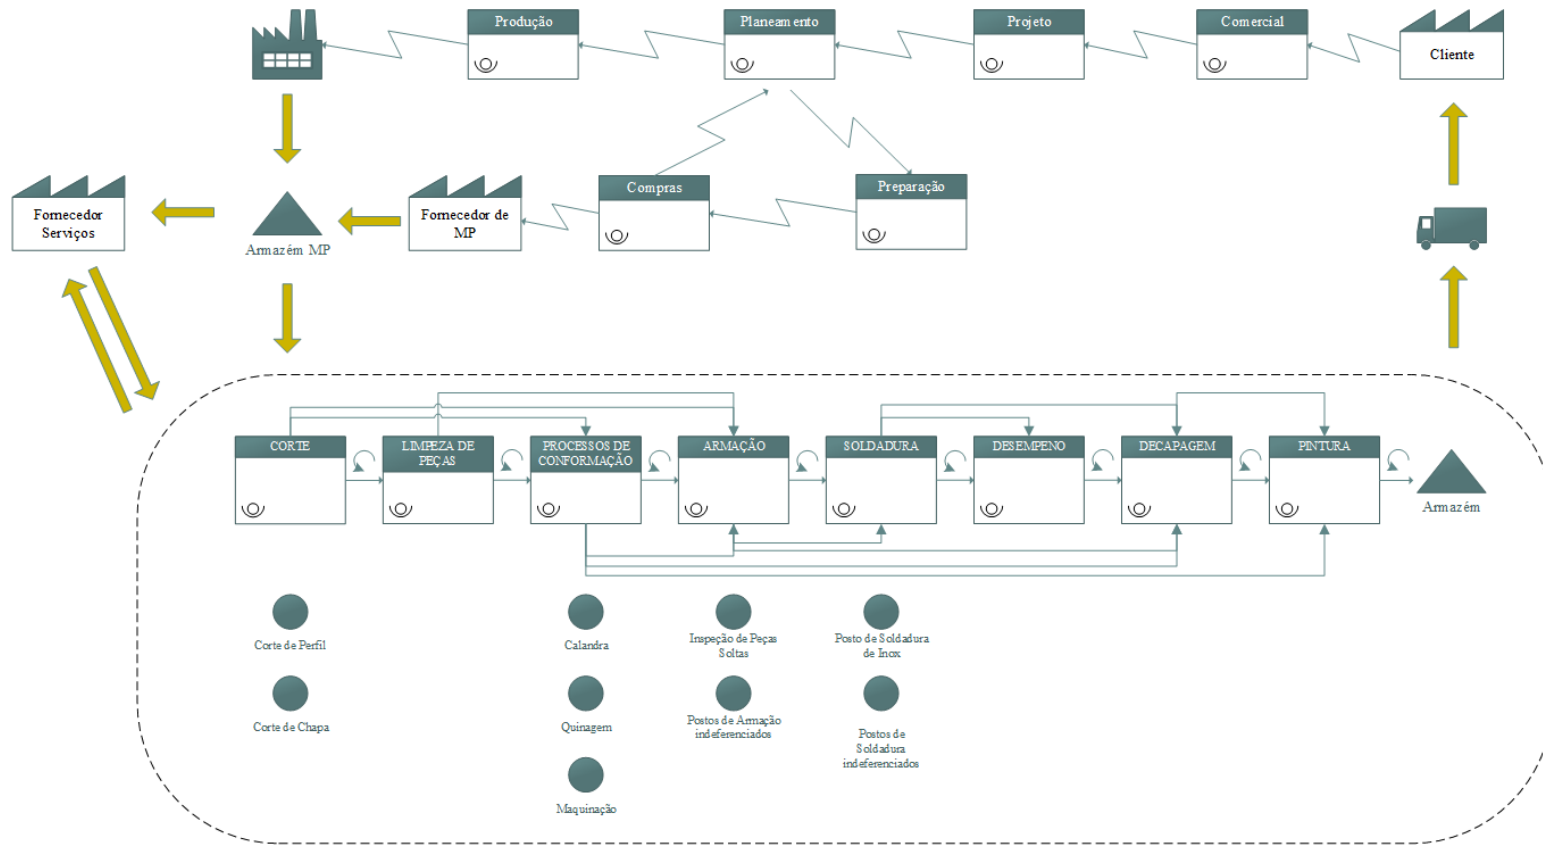 Produção
Planeamento
Projeto
Comercial
Cliente
Fornecedor
Serviços
Armazém MP
Fornecedor de
MP
Compras
Preparação
CORTE
LIMPEZA DE
PEÇAS
PROCESSOS DE
CONFORMAÇÃO
ARMAÇÃO
SOLDADURA
DESEMPENO
DECAPAGEM
PINTURA
Armazém
Corte de Perfil
Calandra
Inspeção de Peças
Soltas
Posto de Soldadura
de Inox
Corte de Chapa
Quinagem
Postos de Armação
indeferenciados
Postos de
Soldadura
indeferenciados
Maquinação